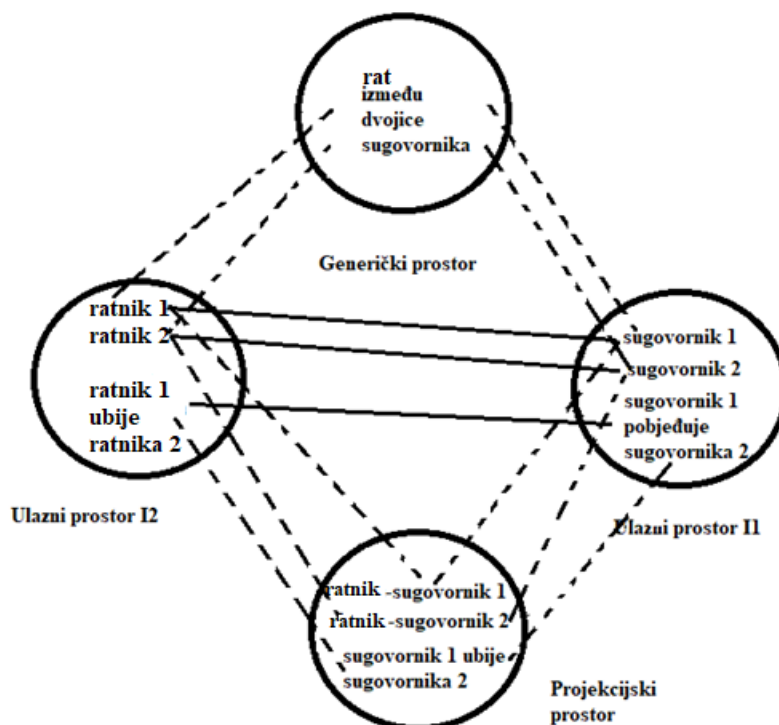 rat
između
dvojice
sugovornika
Generički prostor
ratnik 1
ratnik 2
ratnik 1
ubije
ratnika 2
Ulazni prostor I2
sugovornik 1
sugovornik 2
sugovornik 1
pobjeđuje
sugovornika 2
Ulazni prostor I1
ratnik -sugovornik 1
ratnik -sugovornik 2
sugovornik 1 ubije
sugovornika 2
Projekcijski
prostor